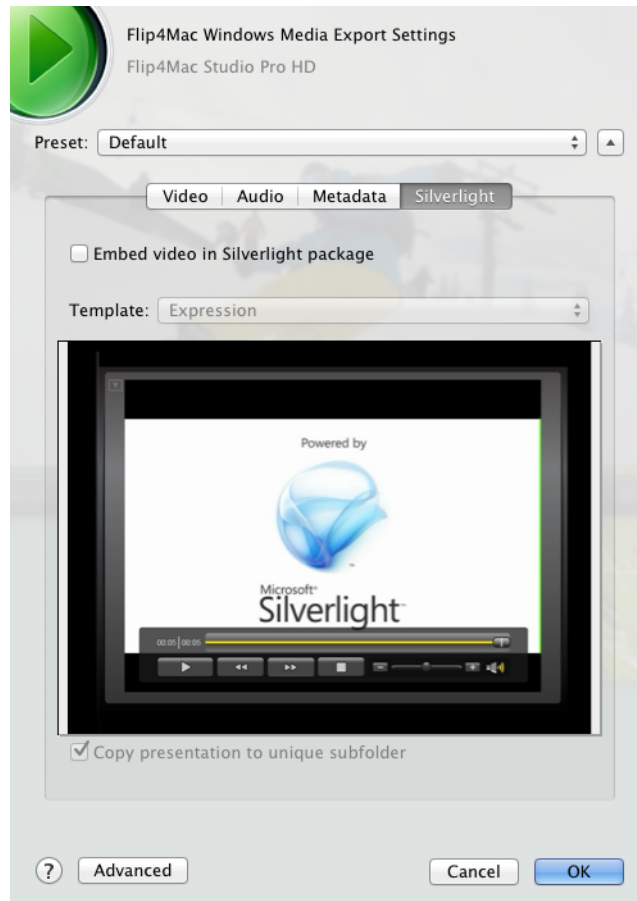 Flip4Mac Windows Media Export Settings
Flip4Mac Studio Pro HD
Preset: Default
Video Audio Metadata Silverlight
Embed video in Silverlight package
Template: Expression
Powered by
Microsoft®
Silverlight™
00:05 00:05
Copy presentation to unique subfolder
? Advanced Cancel OK